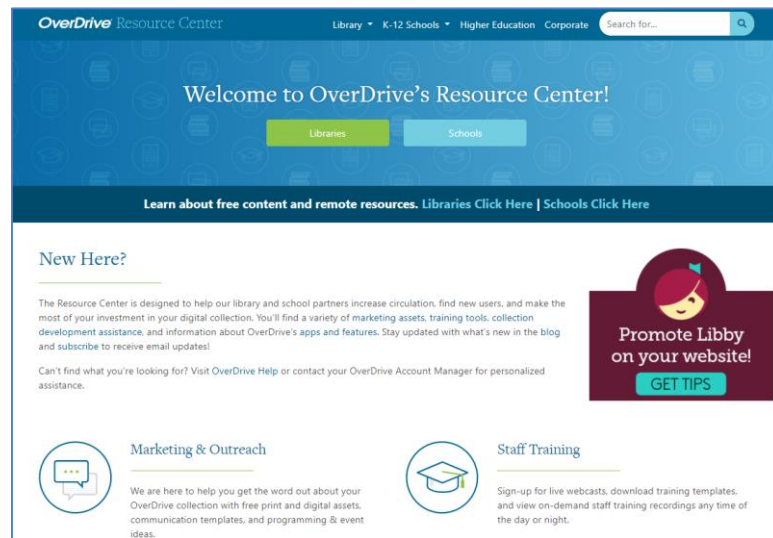 OverDrive Resource Center
Library K-12 Schools Higher Education Corporate Search for...
Welcome to OverDrive's Resource Center!
Libraries Schools
Learn about free content and remote resources. Libraries Click Here | Schools Click Here
New Here?
The Resource Center is designed to help our library and school partners increase circulation, find new users, and make the
most of your investment in your digital collection. You'll find a variety of marketing assets, training tools, collection
development assistance, and information about OverDrive's apps and features. Stay updated with what's new in the blog
and subscribe to receive email updates!
Can't find what you're looking for? Visit OverDrive Help or contact your OverDrive Account Manager for personalized
assistance.
Promote Libby
on your website!
GET TIPS
Marketing & Outreach
We are here to help you get the word out about your
OverDrive collection with free print and digital assets,
communication templates, and programming & event
ideas.
Staff Training
Sign-up for live webcasts, download training templates,
and view on-demand staff training recordings any time of
the day or night.